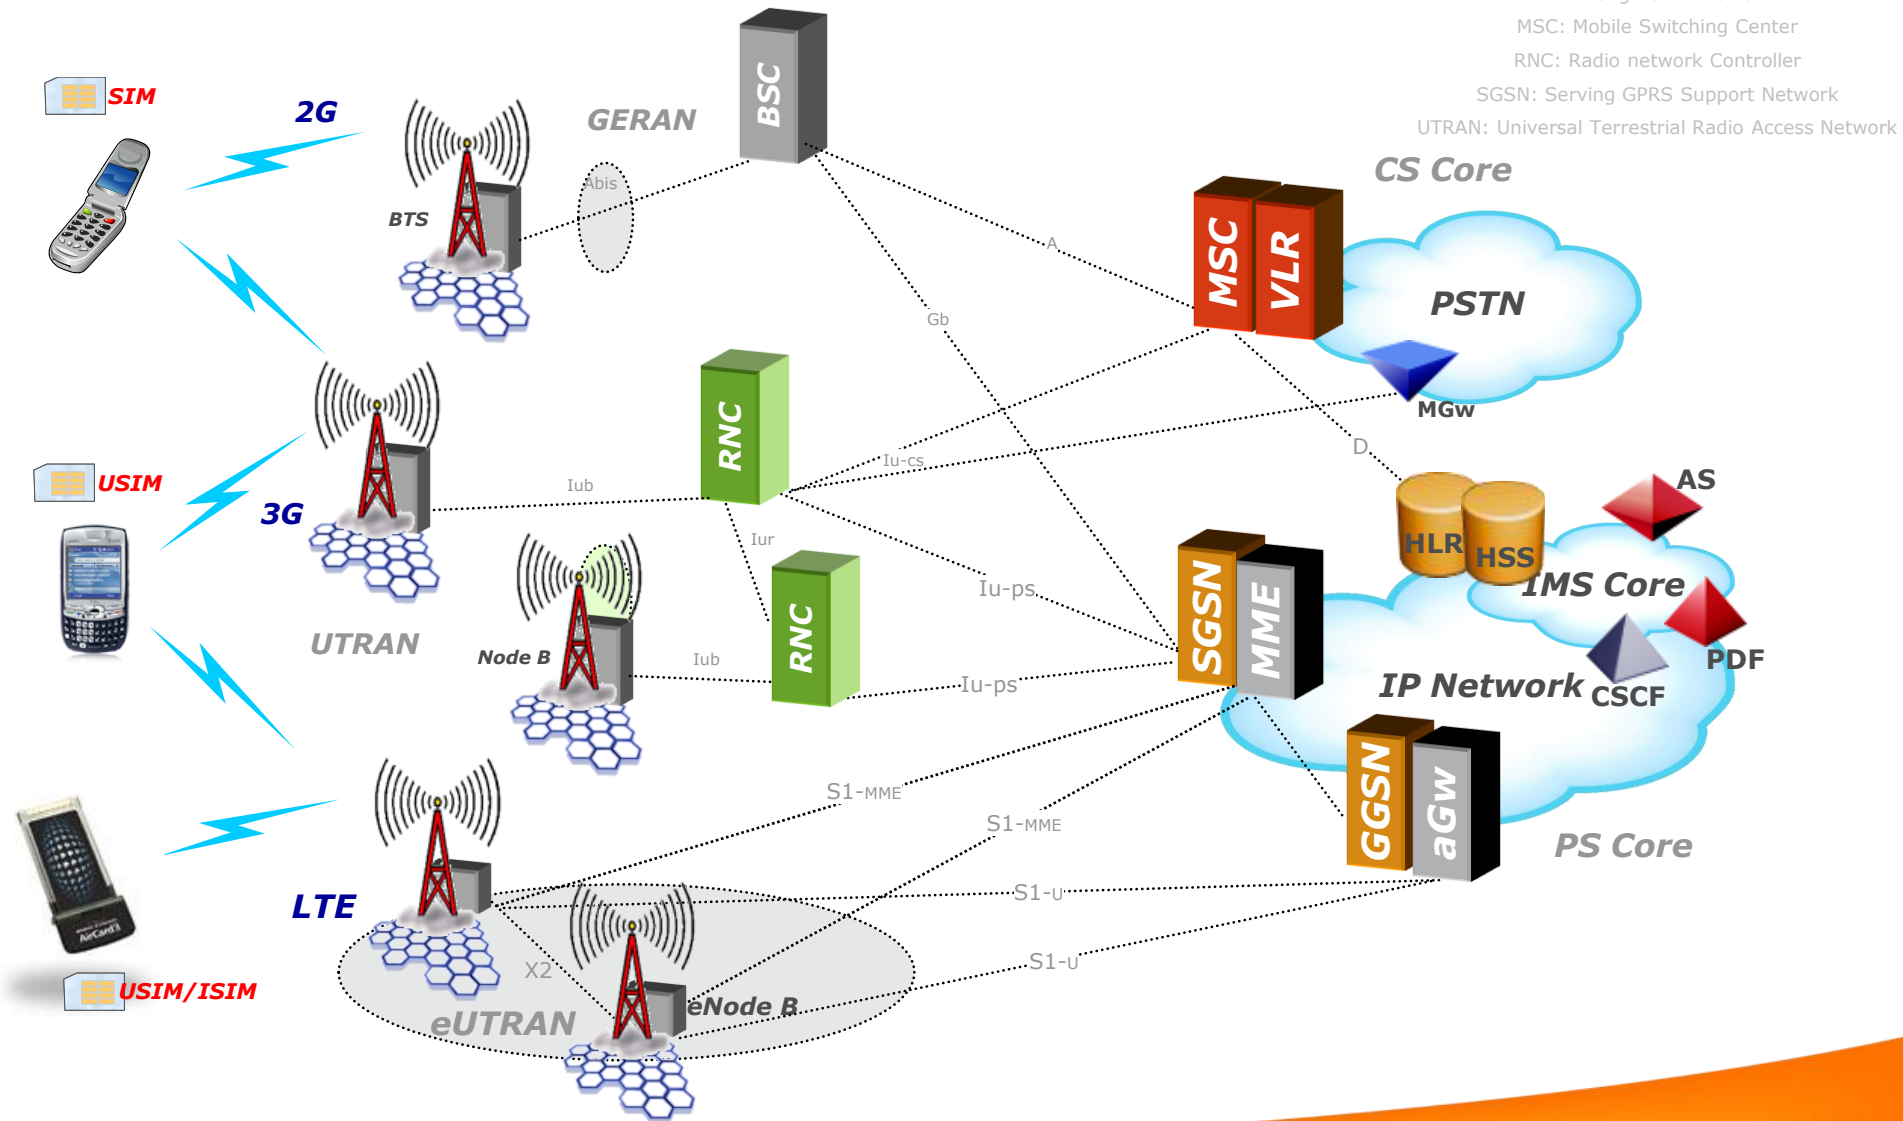 MSC: Mobile Switching Center
RNC: Radio network Controller
SGSN: Serving GPRS Support Network
UTRAN: Universal Terrestrial Radio Access Network
SIM
2G
GERAN
BSC
Abis
BTS
CS Core
MSC
VLR
PSTN
A
Gb
MGw
RNC
Iu-cs
D
USIM
3G
Iub
Iur
AS
HLR
HSS
IMS Core
UTRAN
Node B
Iub
RNC
Iu-ps
Iu-ps
SGSN
MME
IP Network
CSCF
PDF
S1-MME
S1-MME
GGSN
aGw
PS Core
LTE
S1-U
S1-U
X2
eNode B
eUTRAN
AirCard
USIM/ISIM